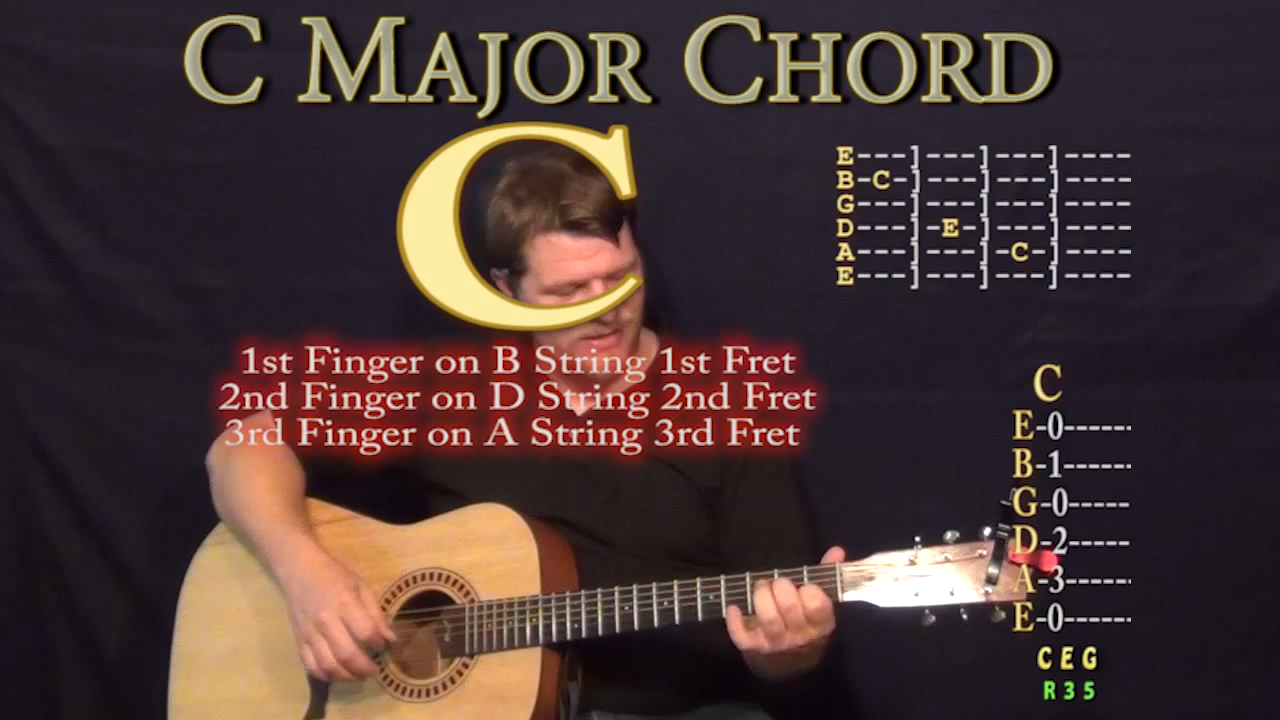 C MAJOR CHORD
C
E---]---]---]----
B-C-]---]---]----
G---]---]---]----
D---]-E-]---]----
A---]---]-C-]----
E---]---]---]----
1st Finger on B String 1st Fret
2nd Finger on D String 2nd Fret
3rd Finger on A String 3rd Fret
C
E-0------
B-1------
G-0-----
D-2-----
A-3------
E-0-----
C E G
R 3 5